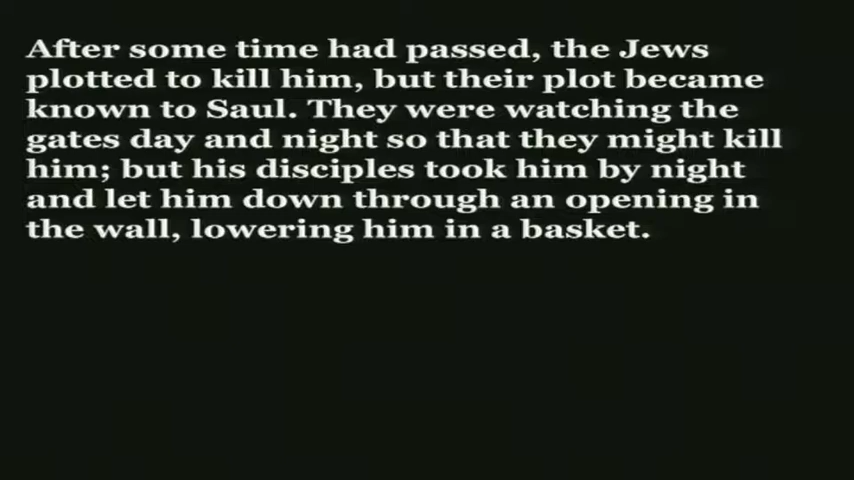 After some time had passed, the Jews
plotted to kill him, but their plot became
known to Saul. They were watching the
gates day and night so that they might kill
him; but his disciples took him by night
and let him down through an opening in
the wall, lowering him in a basket.